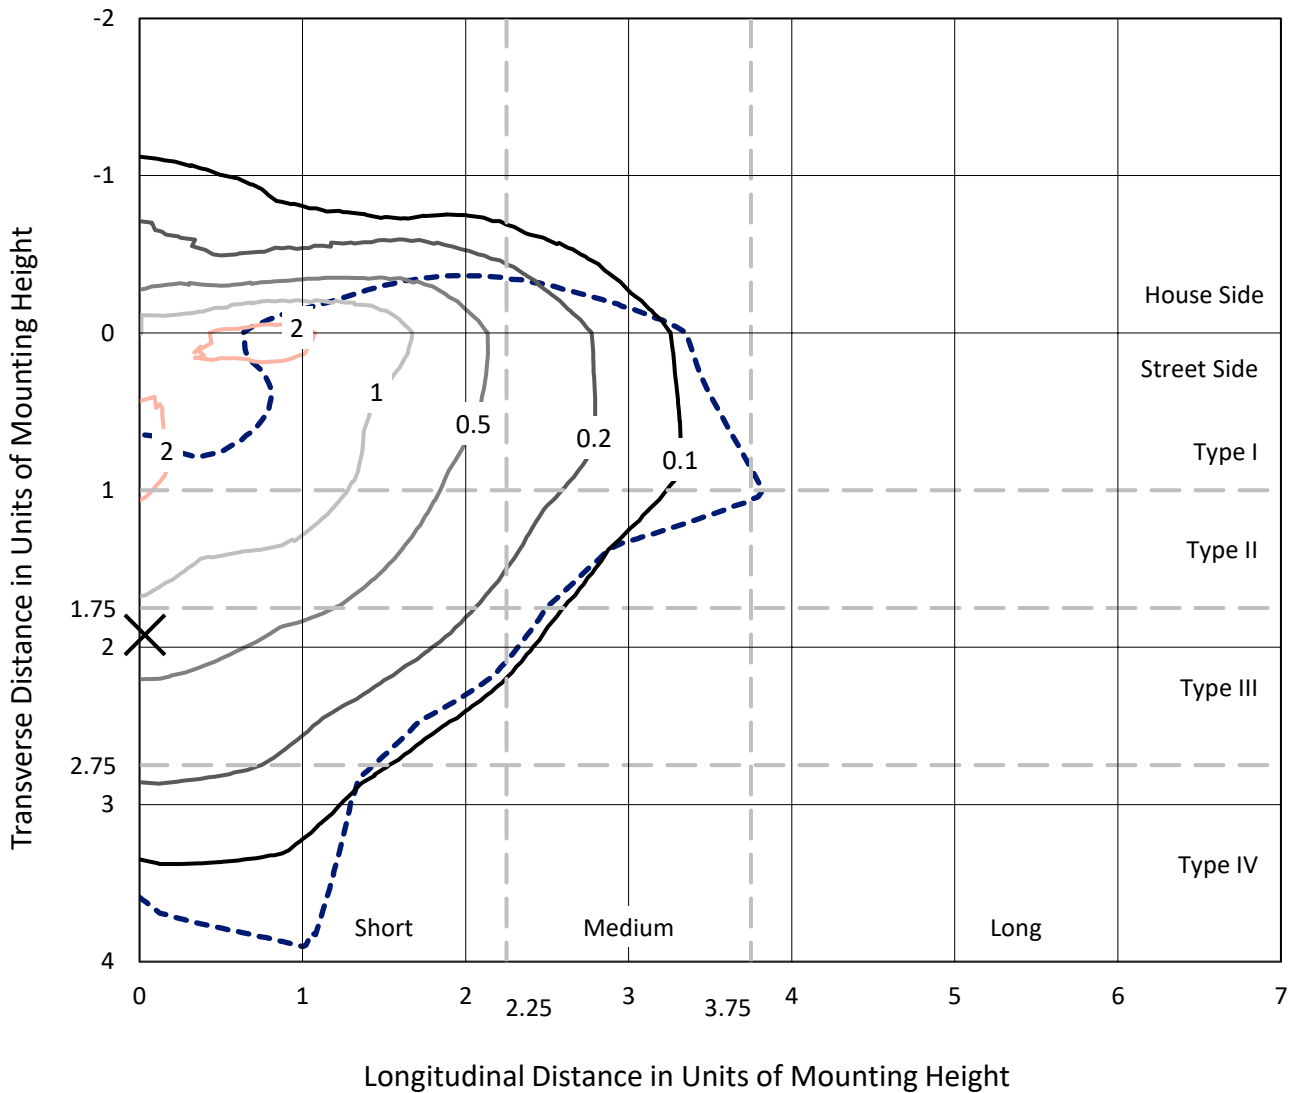 -2
-1
0
1
1.75
2
2.75
3
4
Transverse Distance in Units of Mounting Height
House Side
Street Side
Type I
Type II
Type III
Type IV
2
1
0.5
0.2
0.1
2
Short
Medium
Long
0
1
2
2.25
3
3.75
4
5
6
7
Longitudinal Distance in Units of Mounting Height